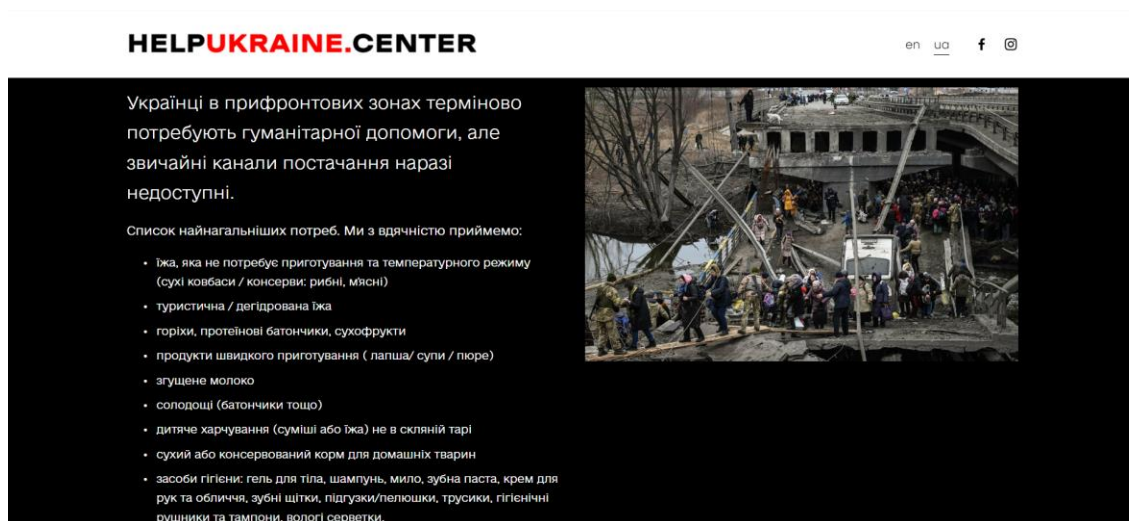 HELPUKRAINE.CENTER
en ua
Українці в прифронтових зонах терміново
потребують гуманітарної допомоги, але
звичайні канали постачання наразі
недоступні.
Список найнагальніших потреб. Ми з вдячністю приймемо:
• їжа, яка не потребує приготування та температурного режиму
(сухі ковбаси / консерви: рибні, м'ясні)
• туристична / дегідрована їжа
• горіхи, протеїнові батончики, сухофрукти
• продукти швидкого приготування ( лапша/ супи / пюре)
• згущене молоко
• солодощі (батончики тощо)
• дитяче харчування (суміші або їжа) не в скляній тарі
• сухий або консервований корм для домашніх тварин
• засоби гігієни: гель для тіла, шампунь, мило, зубна паста, крем для
рук та обличчя, зубні щітки, підгузки/пелюшки, трусики, гігієнічні
рушники та тампони, вологі серветки.